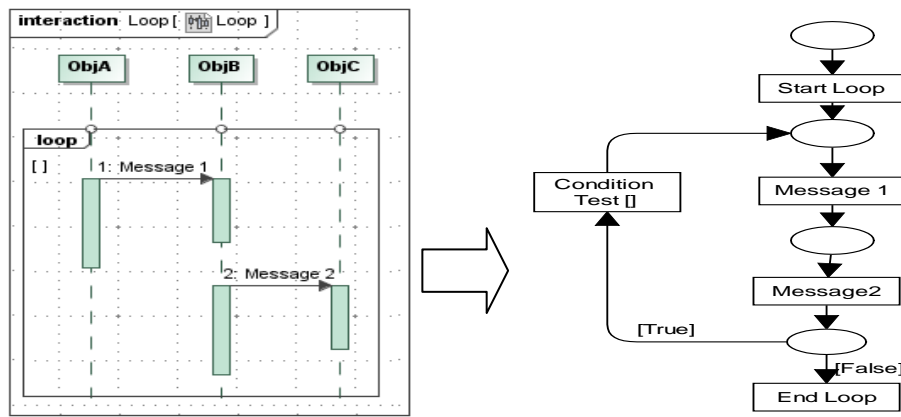 interaction Loop [ Loop ]
ObjA ObjB ObjC
loop
[ ]
1: Message 1
2: Message 2
Start Loop
Condition
Test []
Message 1
Message2
[True]
[False]
End Loop